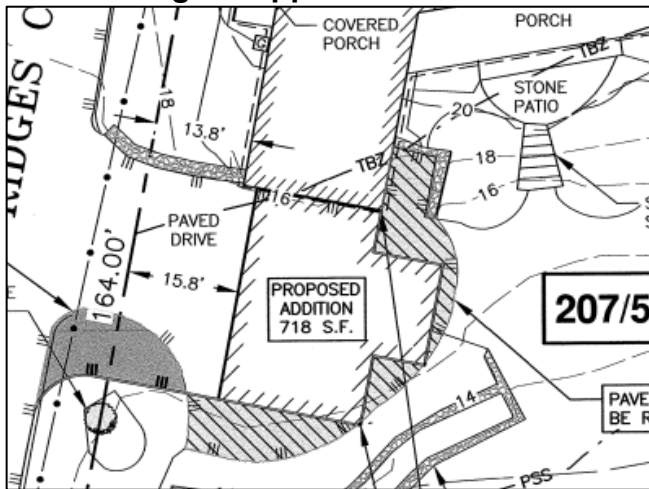 COVERED
PORCH
PORCH
TBZ
STONE
PATIO
20
18
13.8'
18
TBZ
16
16
MIDGES C
PAVED
DRIVE
164.00'
15.8'
PROPOSED
ADDITION
718 S.F.
207/5
PAVE
BE R
14
PSS
C
S
S
E